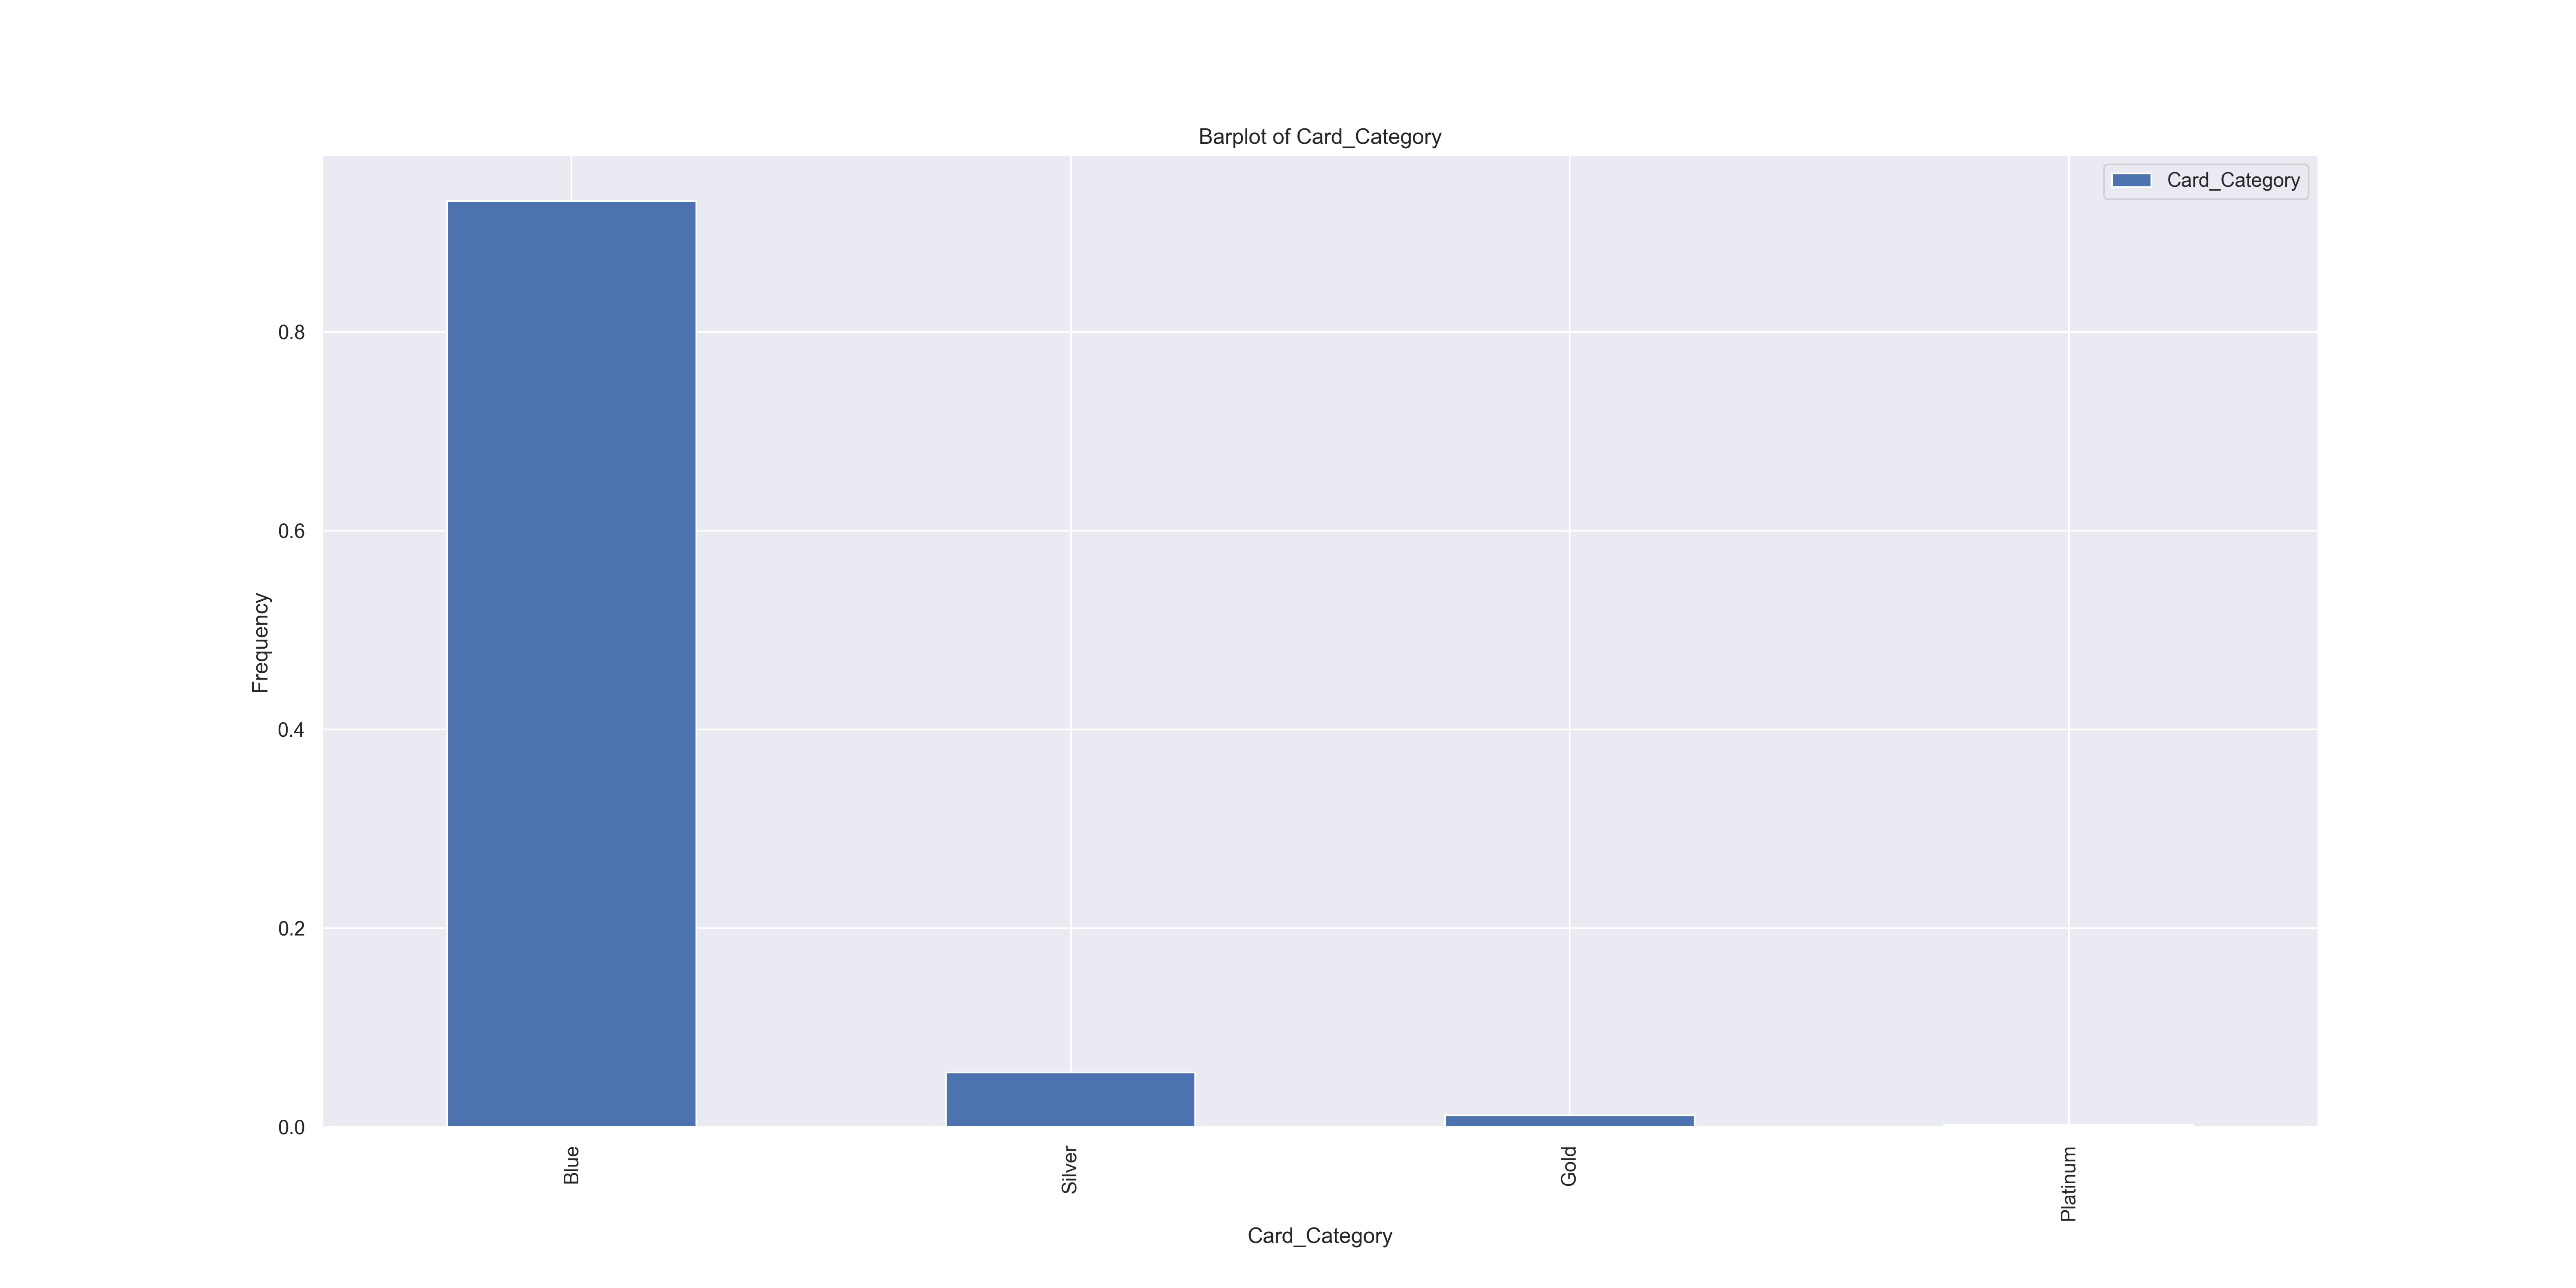 Barplot of Card_Category
Card_Category
0.8
0.6
0.4
0.2
0.0
Frequency
Blue
Silver
Gold
Platinum
Card_Category